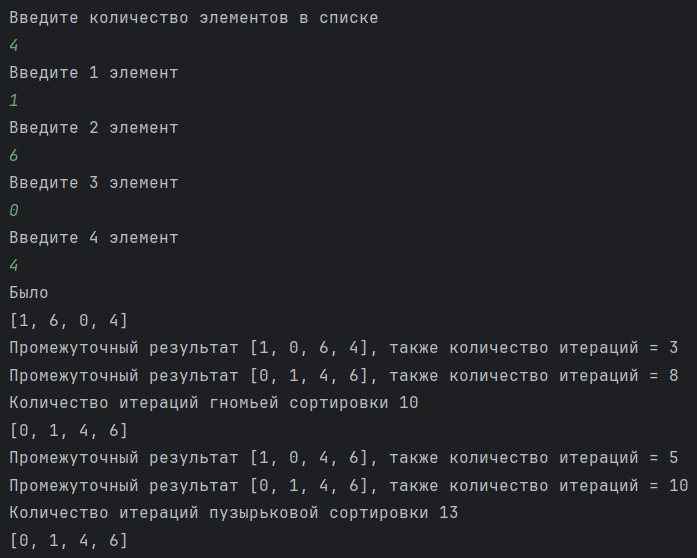 Введите количество элементов в списке
4
Введите 1 элемент
1
Введите 2 элемент
6
Введите 3 элемент
0
Введите 4 элемент
4
Было
[1, 6, 0, 4]
Промежуточный результат [1, 0, 6, 4], также количество итераций = 3
Промежуточный результат [0, 1, 4, 6], также количество итераций = 8
Количество итераций гномьей сортировки 10
[0, 1, 4, 6]
Промежуточный результат [1, 0, 4, 6], также количество итераций = 5
Промежуточный результат [0, 1, 4, 6], также количество итераций = 10
Количество итераций пузырьковой сортировки 13
[0, 1, 4, 6]